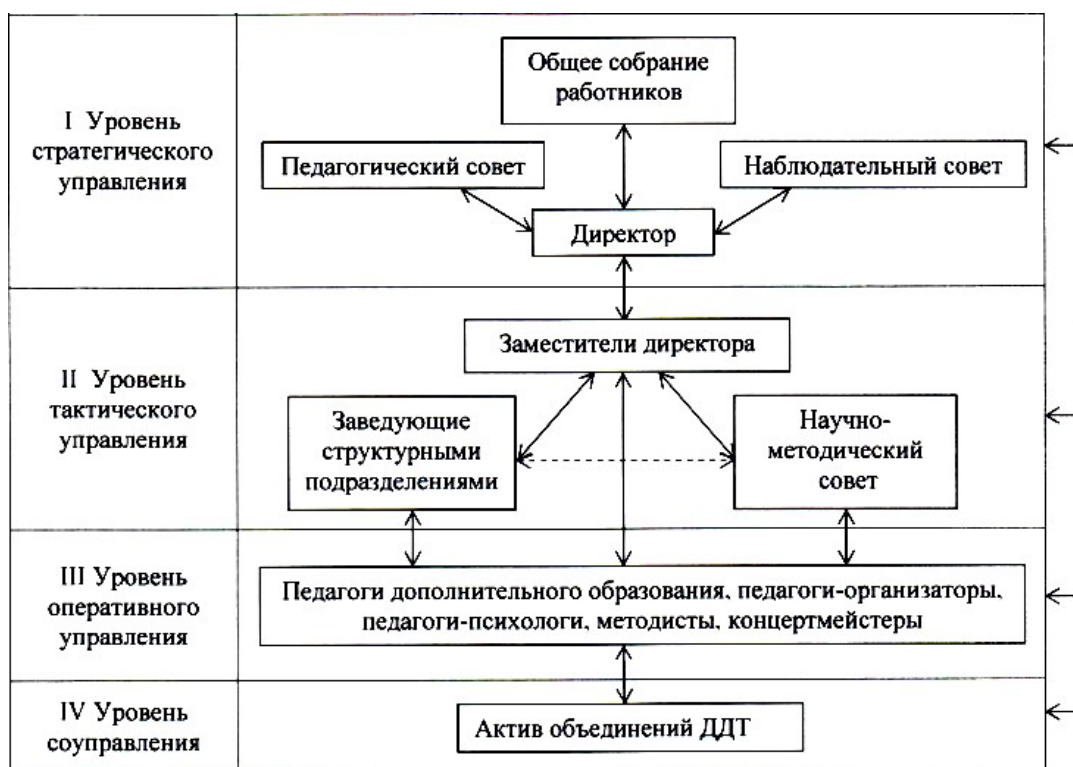 I Уровень
стратегического
управления
Общее собрание
работников
Педагогический совет
Наблюдательный совет
Директор
II Уровень
тактического
управления
Заместители директора
Заведующие
структурными
подразделениями
Научно-
методический
совет
III Уровень
оперативного
управления
Педагоги дополнительного образования, педагоги-организаторы,
педагоги-психологи, методисты, концертмейстеры
IV Уровень
соуправления
Актив объединений ДДТ